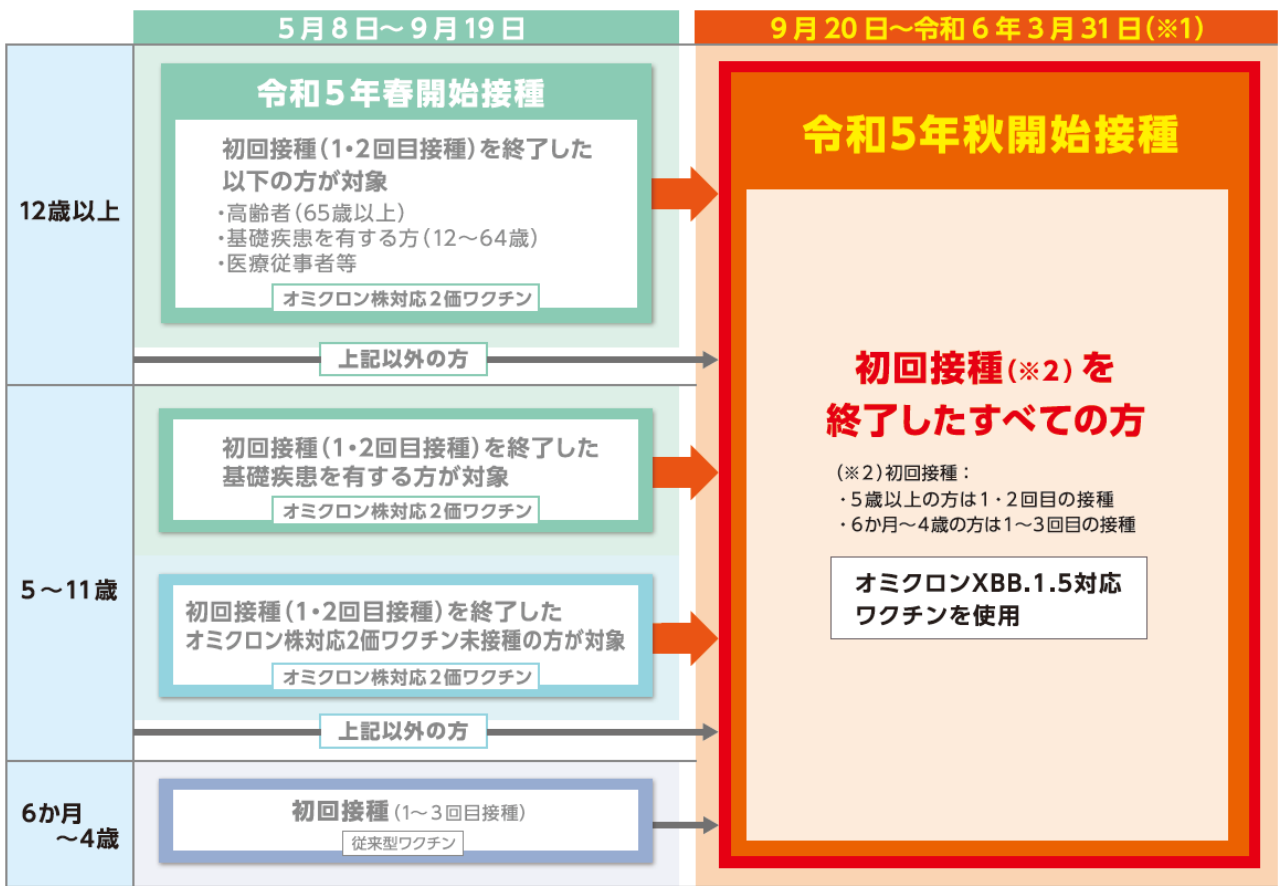 5月8日～9月19日
9月20日～令和6年3月31日(※1)
12歳以上
令和5年春開始接種
初回接種(1・2回目接種)を終了した
以下の方が対象
・高齢者(65歳以上)
・基礎疾患を有する方(12～64歳)
・医療従事者等
オミクロン株対応2価ワクチン
上記以外の方
5～11歳
初回接種(1・2回目接種)を終了した
基礎疾患を有する方が対象
オミクロン株対応2価ワクチン
初回接種(1・2回目接種)を終了した
オミクロン株対応2価ワクチン未接種の方が対象
オミクロン株対応2価ワクチン
上記以外の方
6か月
～4歳
初回接種(1～3回目接種)
従来型ワクチン
令和5年秋開始接種
初回接種(※2)を
終了したすべての方
(※2)初回接種：
・5歳以上の方は1・2回目の接種
・6か月～4歳の方は1～3回目の接種
オミクロンXBB.1.5対応
ワクチンを使用